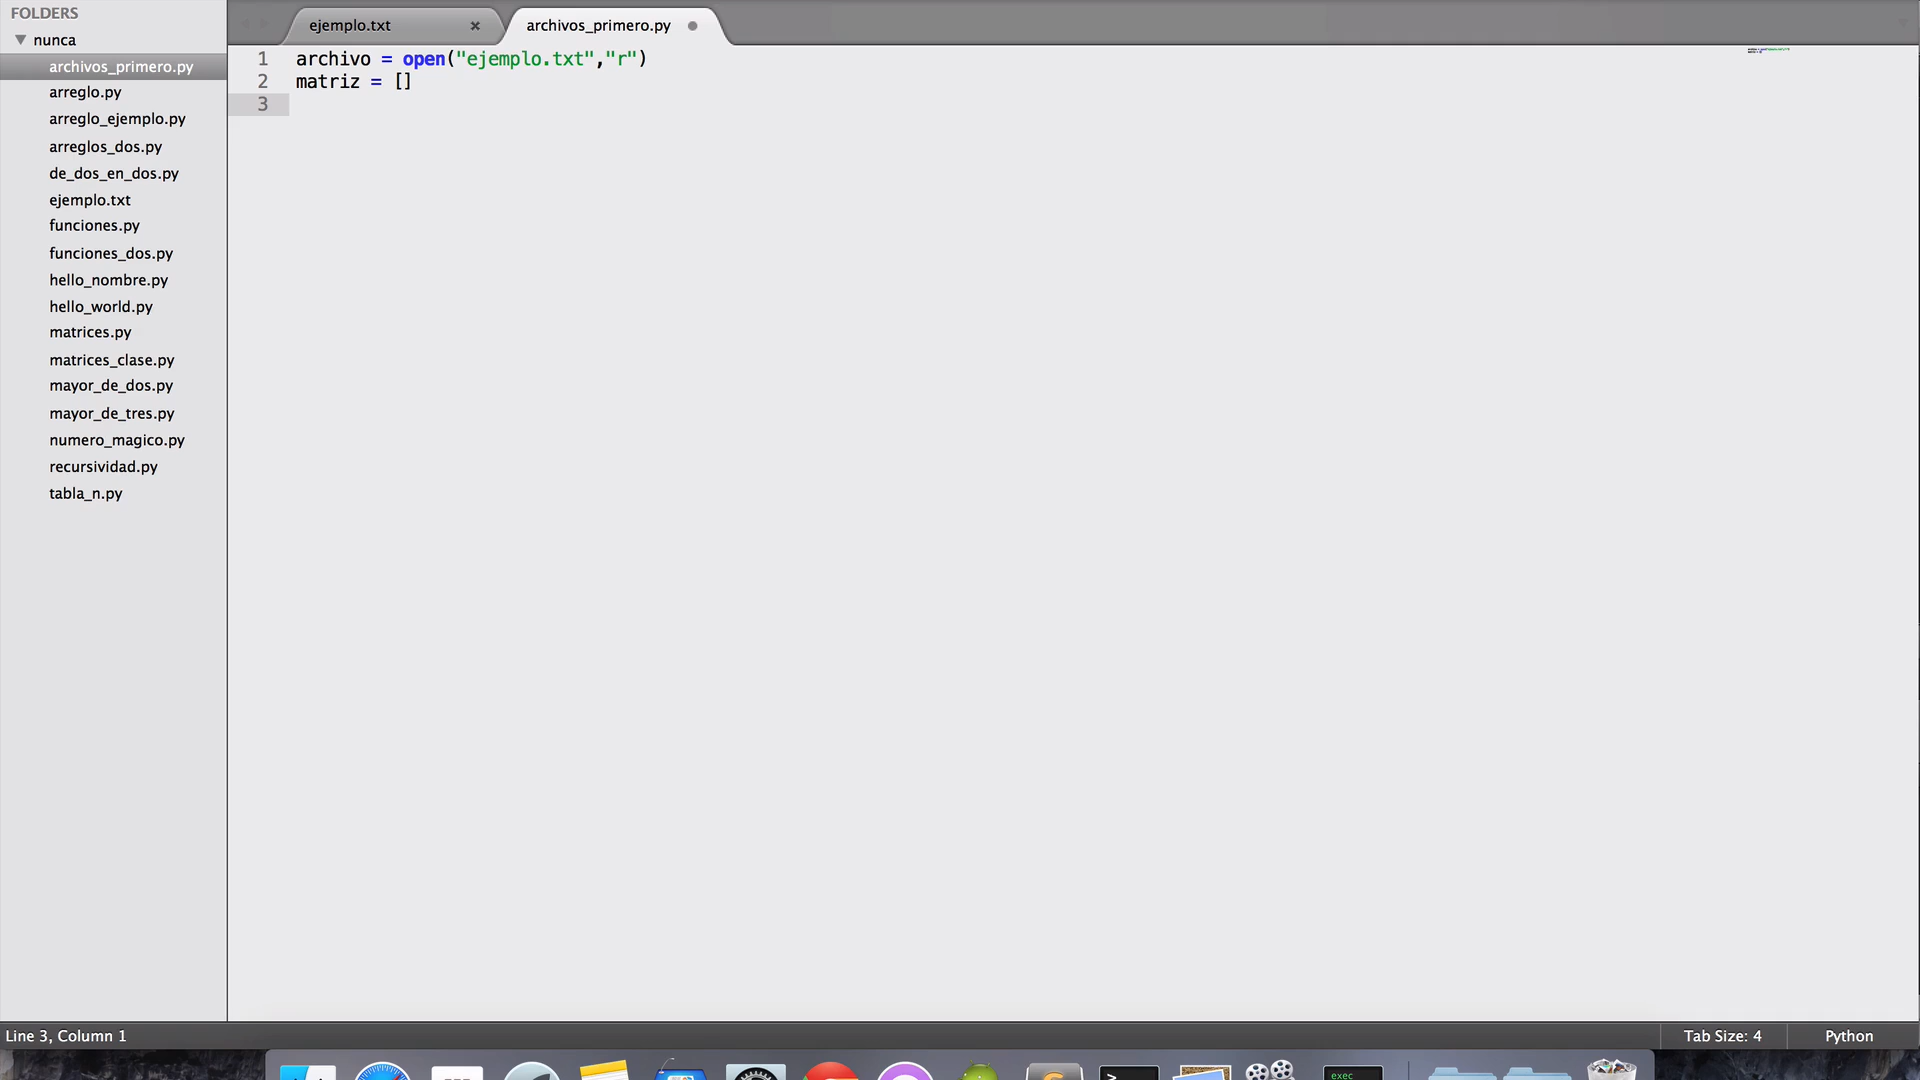 FOLDERS
nunca
archivos_primero.py
arreglo.py
arreglo_ejemplo.py
arreglos_dos.py
de_dos_en_dos.py
ejemplo.txt
funciones.py
funciones_dos.py
hello_nombre.py
hello_world.py
matrices.py
matrices_clase.py
mayor_de_dos.py
mayor_de_tres.py
numero_magico.py
recursividad.py
tabla_n.py
ejemplo.txt
archivos_primero.py
1 archivo = open("ejemplo.txt","r")
2 matriz = []
3
Line 3, Column 1
Tab Size: 4
Python
exec